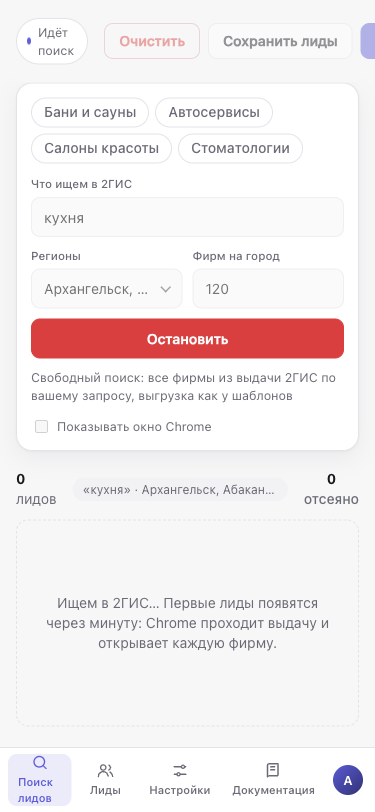 Идёт
поиск
Очистить
Сохранить лиды
Бани и сауны
Автосервисы
Салоны красоты
Стоматологии
Что ищем в 2ГИС
кухня
Регионы
Фирм на город
Архангельск, ...
120
Остановить
Свободный поиск: все фирмы из выдачи 2ГИС по
вашему запросу, выгрузка как у шаблонов
Показывать окно Chrome
0
лидов
«кухня» · Архангельск, Абакан...
0
отсеяно
Ищем в 2ГИС... Первые лиды появятся
через минуту: Chrome проходит выдачу и
открывает каждую фирму.
Поиск
лидов
Лиды
Настройки
Документация
A